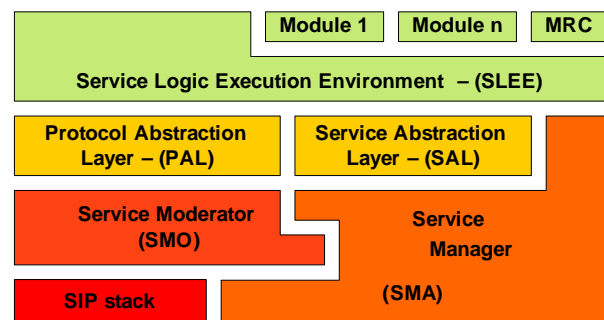 Module 1 Module n MRC
Service Logic Execution Environment – (SLEE)
Protocol Abstraction
Layer – (PAL)
Service Abstraction
Layer – (SAL)
Service Moderator
(SMO)
Service
Manager
(SMA)
SIP stack